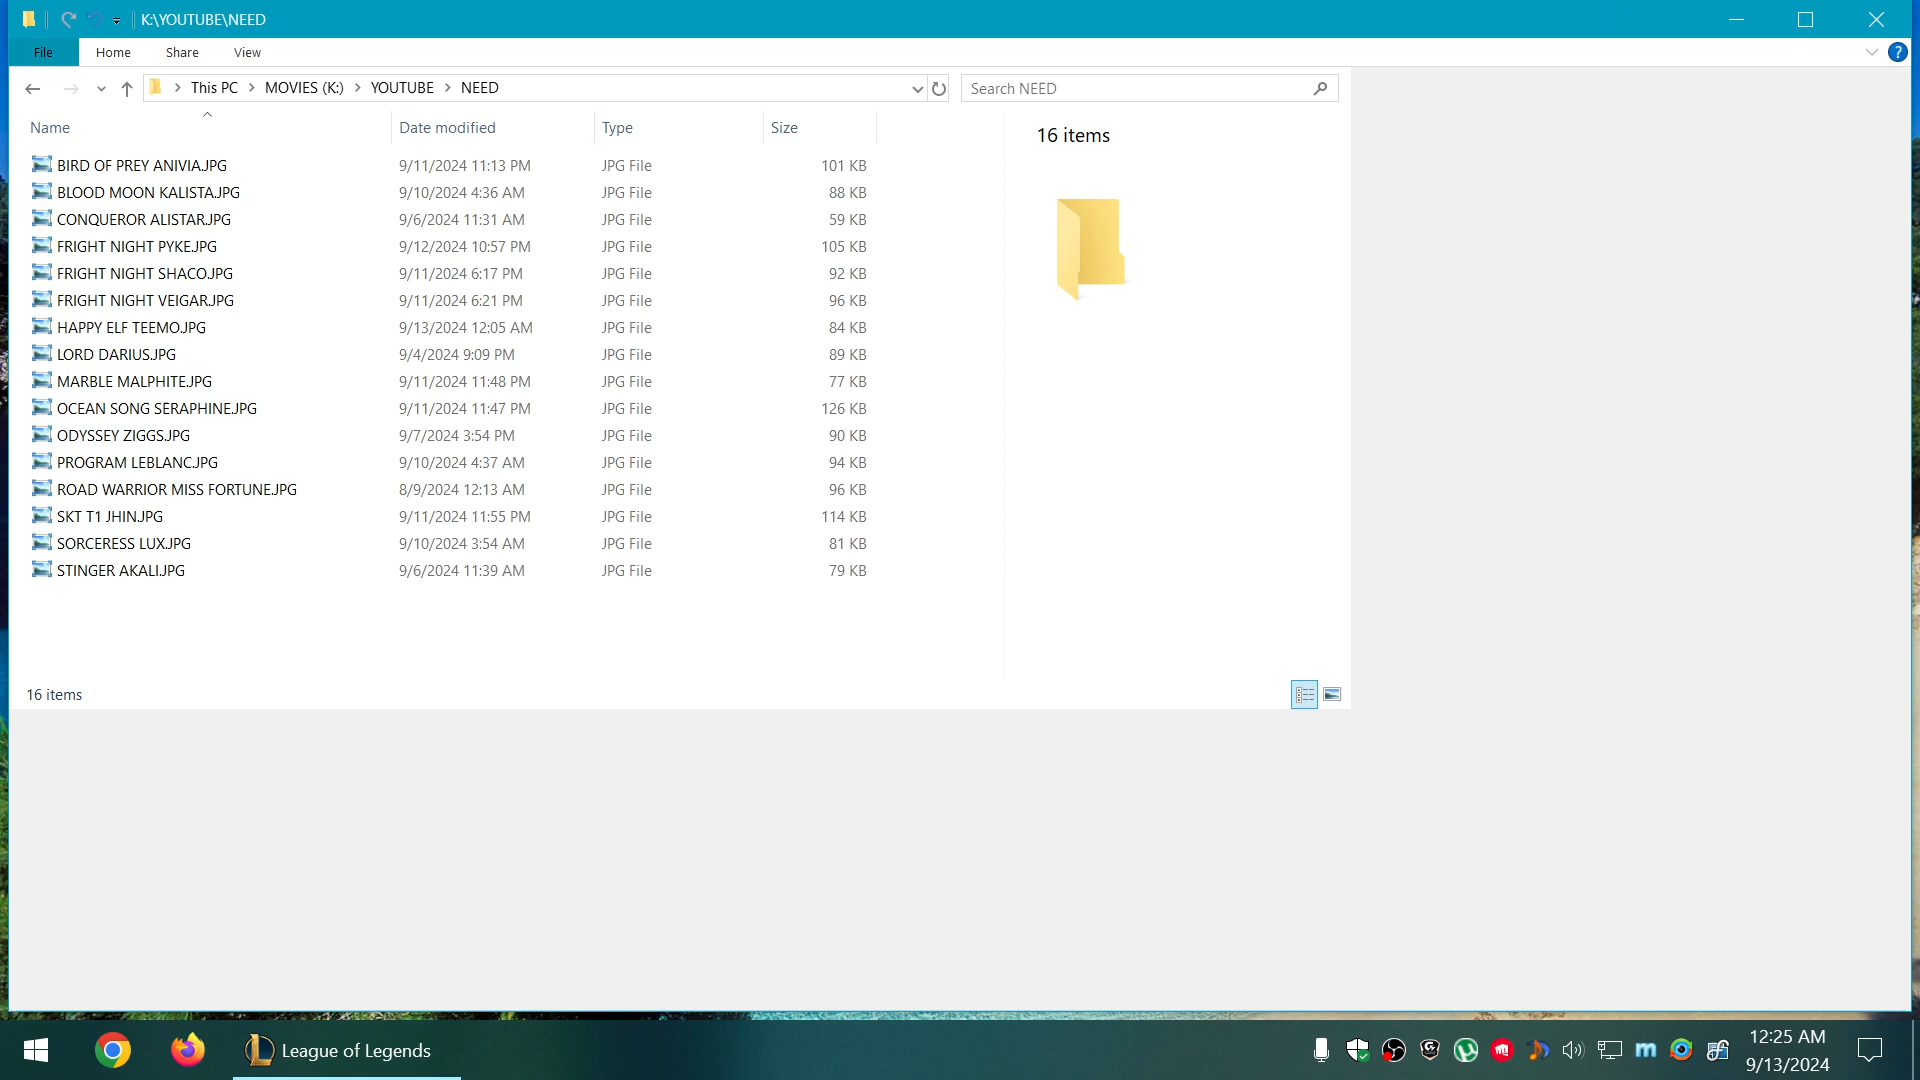 K:\YOUTUBE\NEED
File Home Share View
This PC > MOVIES (K:) > YOUTUBE > NEED
Search NEED
Name Date modified Type Size
16 items
BIRD OF PREY ANIVIA.JPG 9/11/2024 11:13 PM JPG File 101 KB
BLOOD MOON KALISTA.JPG 9/10/2024 4:36 AM JPG File 88 KB
CONQUEROR ALISTAR.JPG 9/6/2024 11:31 AM JPG File 59 KB
FRIGHT NIGHT PYKE.JPG 9/12/2024 10:57 PM JPG File 105 KB
FRIGHT NIGHT SHACO.JPG 9/11/2024 6:17 PM JPG File 92 KB
FRIGHT NIGHT VEIGAR.JPG 9/11/2024 6:21 PM JPG File 96 KB
HAPPY ELF TEEMO.JPG 9/13/2024 12:05 AM JPG File 84 KB
LORD DARIUS.JPG 9/4/2024 9:09 PM JPG File 89 KB
MARBLE MALPHITE.JPG 9/11/2024 11:48 PM JPG File 77 KB
OCEAN SONG SERAPHINE.JPG 9/11/2024 11:47 PM JPG File 126 KB
ODYSSEY ZIGGS.JPG 9/7/2024 3:54 PM JPG File 90 KB
PROGRAM LEBLANC.JPG 9/10/2024 4:37 AM JPG File 94 KB
ROAD WARRIOR MISS FORTUNE.JPG 8/9/2024 12:13 AM JPG File 96 KB
SKT T1 JHIN.JPG 9/11/2024 11:55 PM JPG File 114 KB
SORCERESS LUX.JPG 9/10/2024 3:54 AM JPG File 81 KB
STINGER AKALI.JPG 9/6/2024 11:39 AM JPG File 79 KB
16 items
League of Legends
12:25 AM
9/13/2024